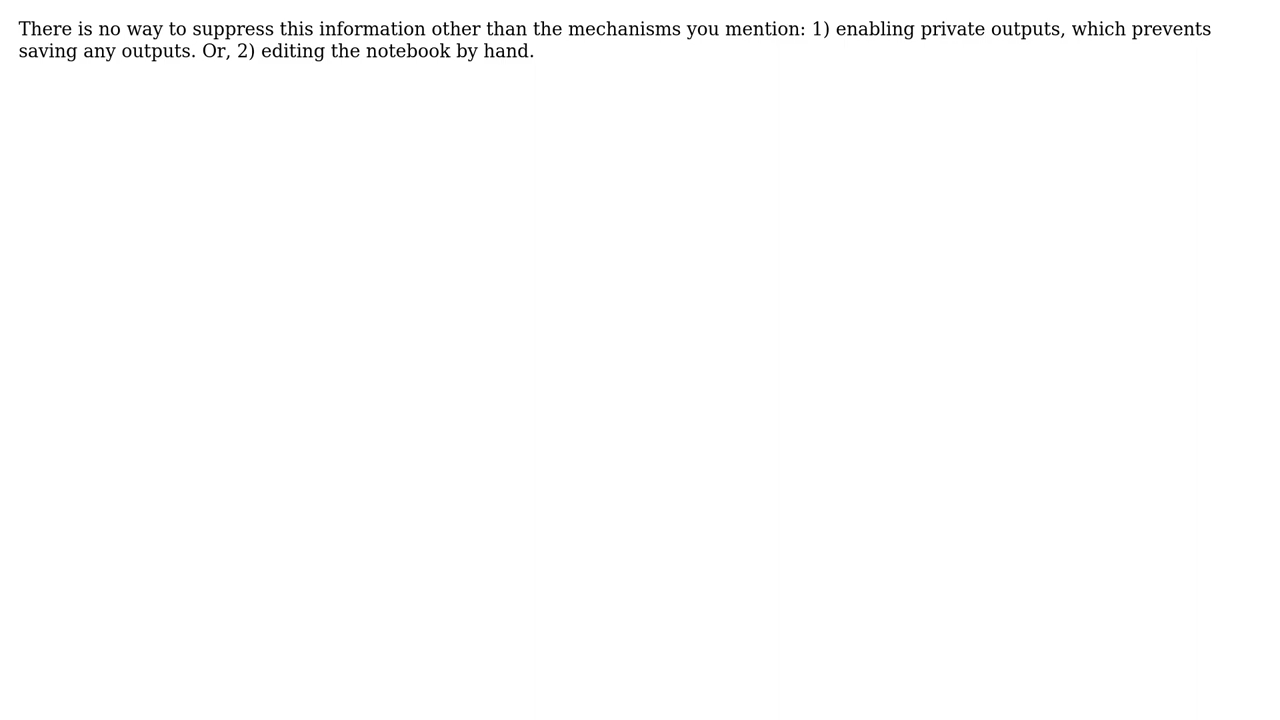 There is no way to suppress this information other than the mechanisms you mention: 1) enabling private outputs, which prevents
saving any outputs. Or, 2) editing the notebook by hand.